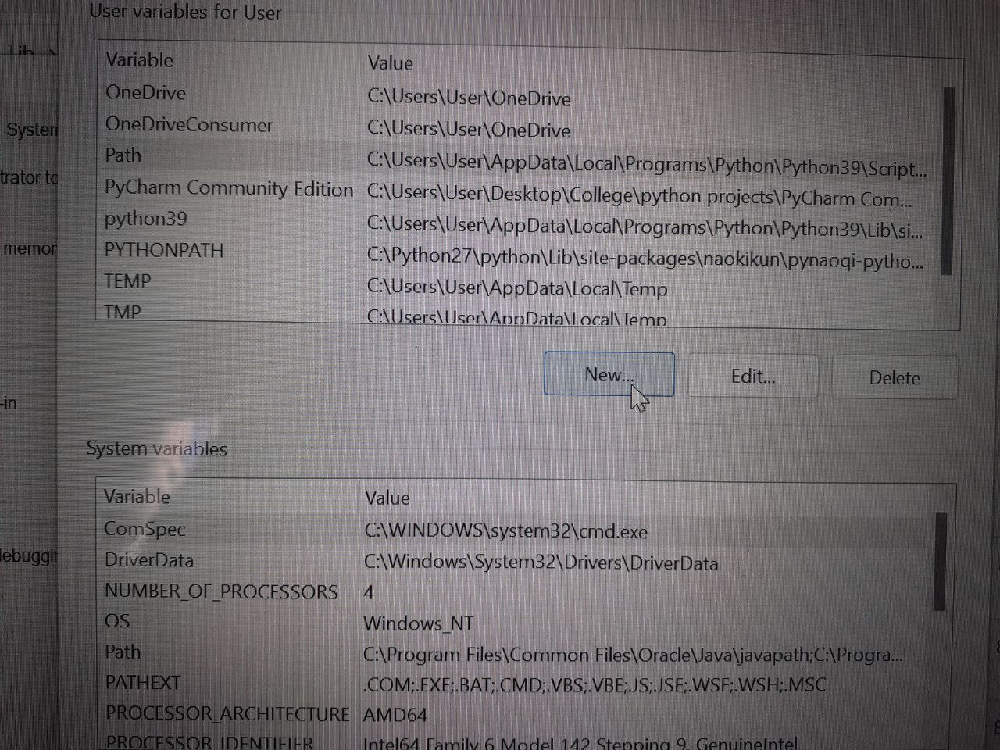 User variables for User
Variable Value
OneDrive C:\Users\User\OneDrive
OneDriveConsumer C:\Users\User\OneDrive
Path C:\Users\User\AppData\Local\Programs\Python\Python39\Script...
PyCharm Community Edition C:\Users\User\Desktop\College\python projects\PyCharm Com...
python39 C:\Users\User\AppData\Local\Programs\Python\Python39\Lib\si...
PYTHONPATH C:\Python27\python\Lib\site-packages\naokikun\pynaoqi-pytho...
TEMP C:\Users\User\AppData\Local\Temp
TMP C:\Users\User\AppData\Local\Temp
New... Edit... Delete
System variables
Variable Value
ComSpec C:\WINDOWS\system32\cmd.exe
DriverData C:\Windows\System32\Drivers\DriverData
NUMBER_OF_PROCESSORS 4
OS Windows_NT
Path C:\Program Files\Common Files\Oracle\Java\javapath;C:\Progra...
PATHEXT .COM;.EXE;.BAT;.CMD;.VBS;.VBE;.JS;.JSE;.WSF;.WSH;.MSC
PROCESSOR_ARCHITECTURE AMD64
PROCESSOR_IDENTIFIER Intel64 Family 6 Model 142 Stepping 9, GenuineIntel
System
trator to
memor
-in
debuggin